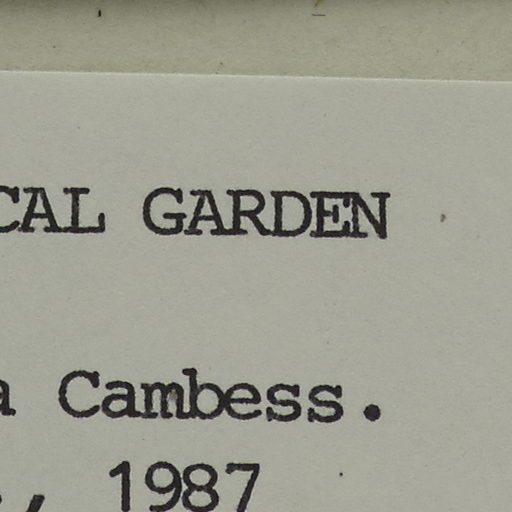 CAL GARDEN
a Cambess.
., 1987